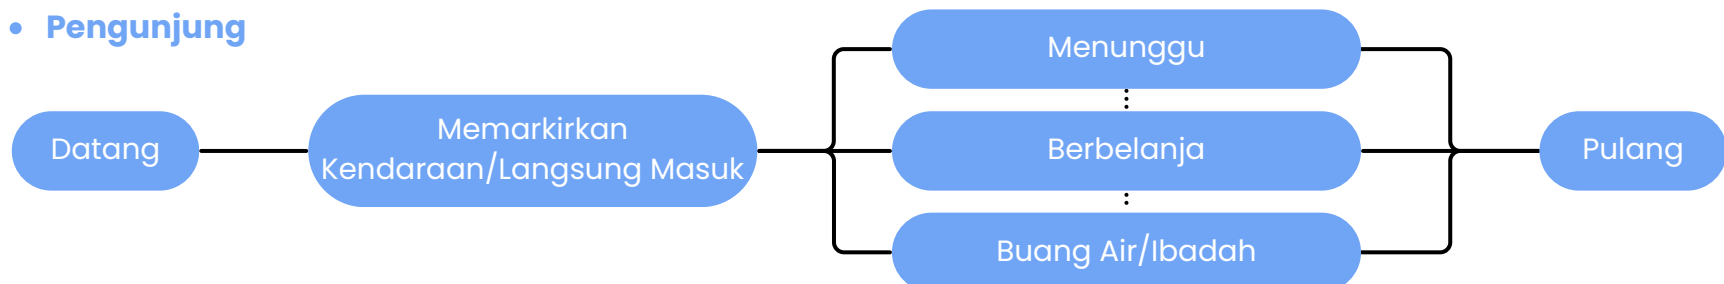 • Pengunjung
Datang
Memarkirkan
Kendaraan/Langsung Masuk
Menunggu
Berbelanja
Buang Air/Ibadah
Pulang